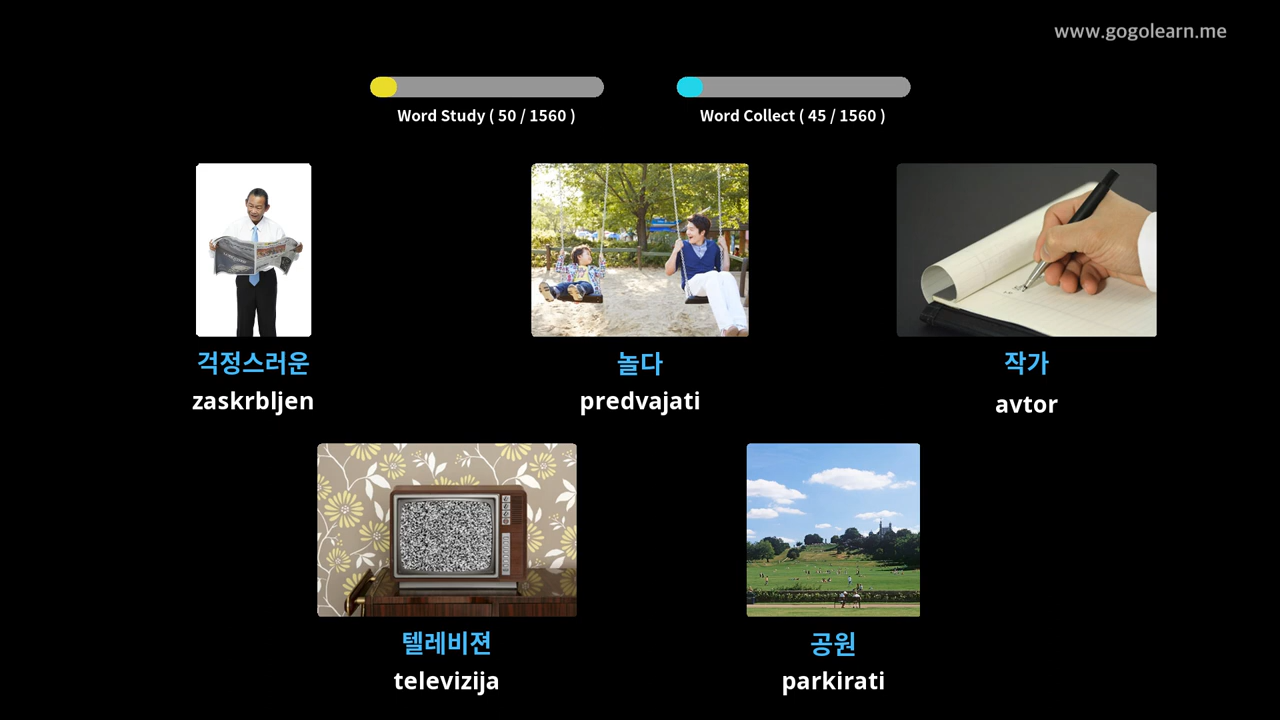 www.gogolearn.me
Word Study ( 50 / 1560 )
Word Collect ( 45 / 1560 )
걱정스러운
zaskrbljen
놀다
predvajati
작가
avtor
텔레비젼
televizija
공원
parkirati